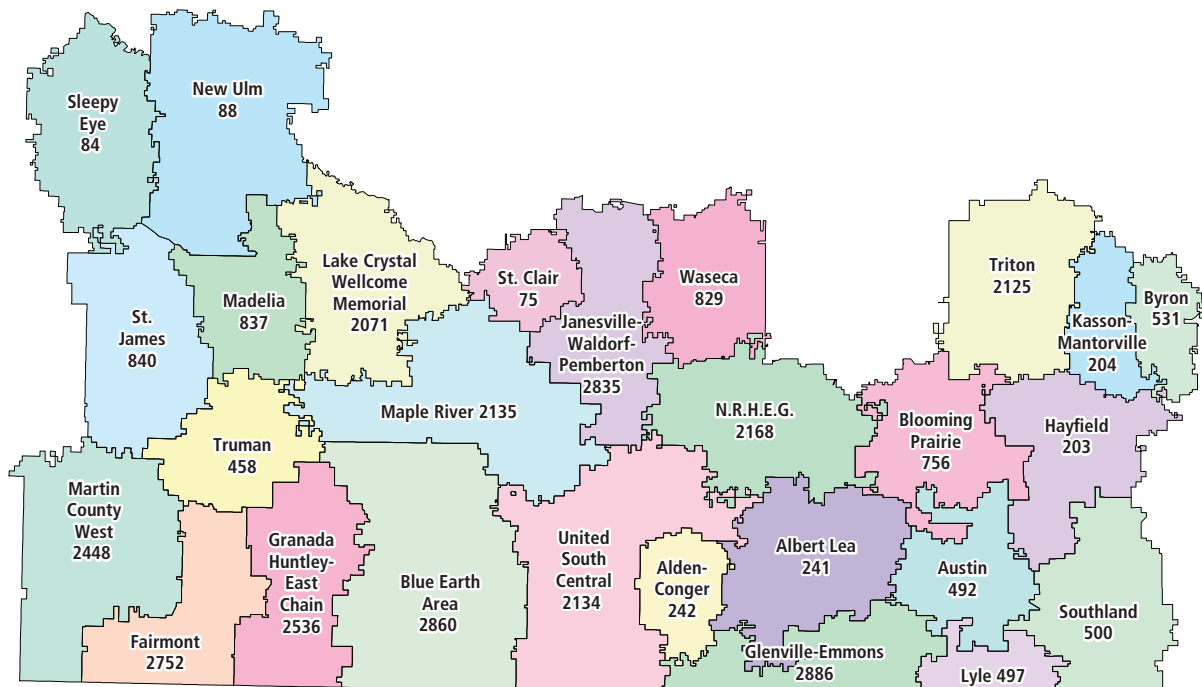 Sleepy
Eye
84
New Ulm
88
Lake Crystal
Wellcome
Memorial
2071
St. Clair
75
Waseca
829
Triton
2125
Byron
531
Madelia
837
St.
James
840
Janesville-
Waldorf-
Pemberton
2835
Kasson-
Mantorville
204
Maple River 2135
N.R.H.E.G.
2168
Blooming
Prairie
756
Hayfield
203
Truman
458
Martin
County
West
2448
Granada
Huntley-
East
Chain
2536
Blue Earth
Area
2860
United
South
Central
2134
Alden-
Conger
242
Albert Lea
241
Austin
492
Southland
500
Fairmont
2752
Glenville-Emmons
2886
Lyle 497